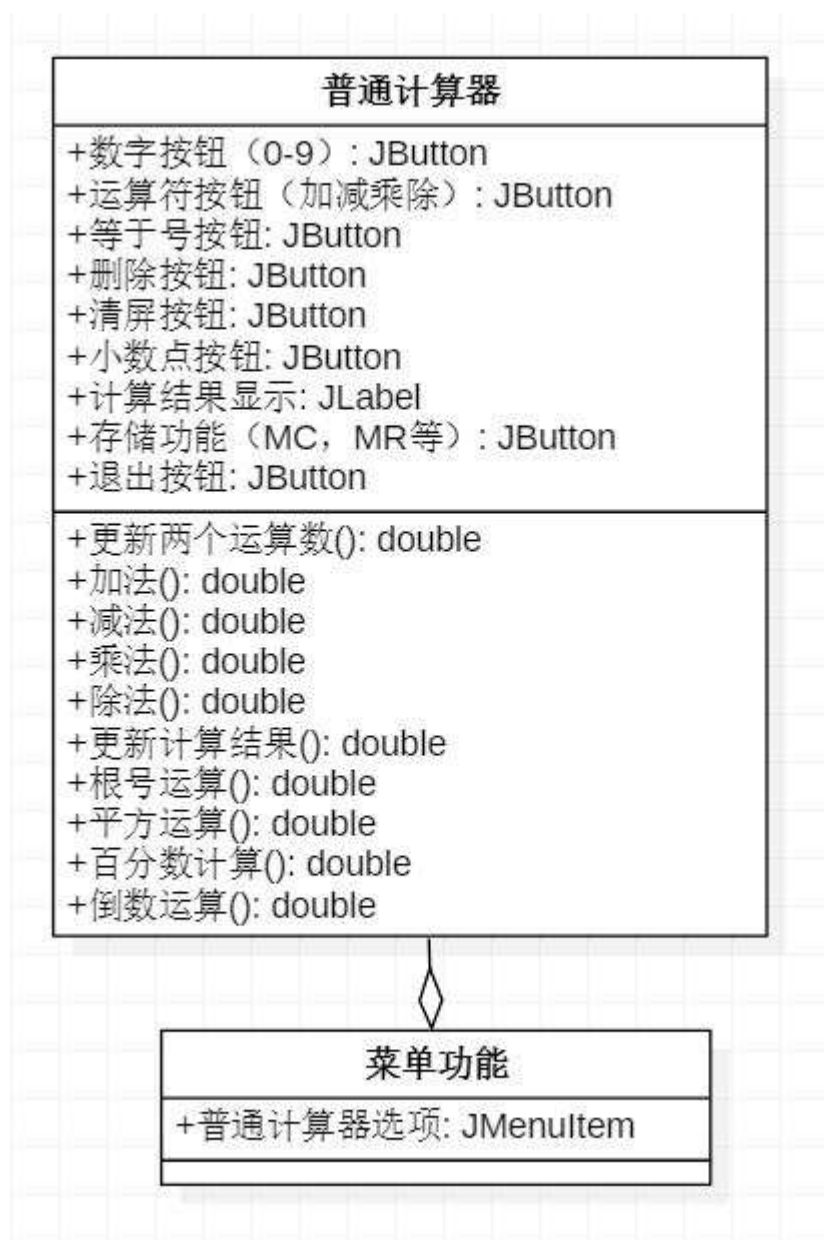 普通计算器
+数字按钮（0-9）: JButton
+运算符按钮（加减乘除）: JButton
+等于号按钮: JButton
+删除按钮: JButton
+清屏按钮: JButton
+小数点按钮: JButton
+计算结果显示: JLabel
+存储功能（MC，MR等）: JButton
+退出按钮: JButton
+更新两个运算数(): double
+加法(): double
+减法(): double
+乘法(): double
+除法(): double
+更新计算结果(): double
+根号运算(): double
+平方运算(): double
+百分数计算(): double
+倒数运算(): double
菜单功能
+普通计算器选项: JMenuItem